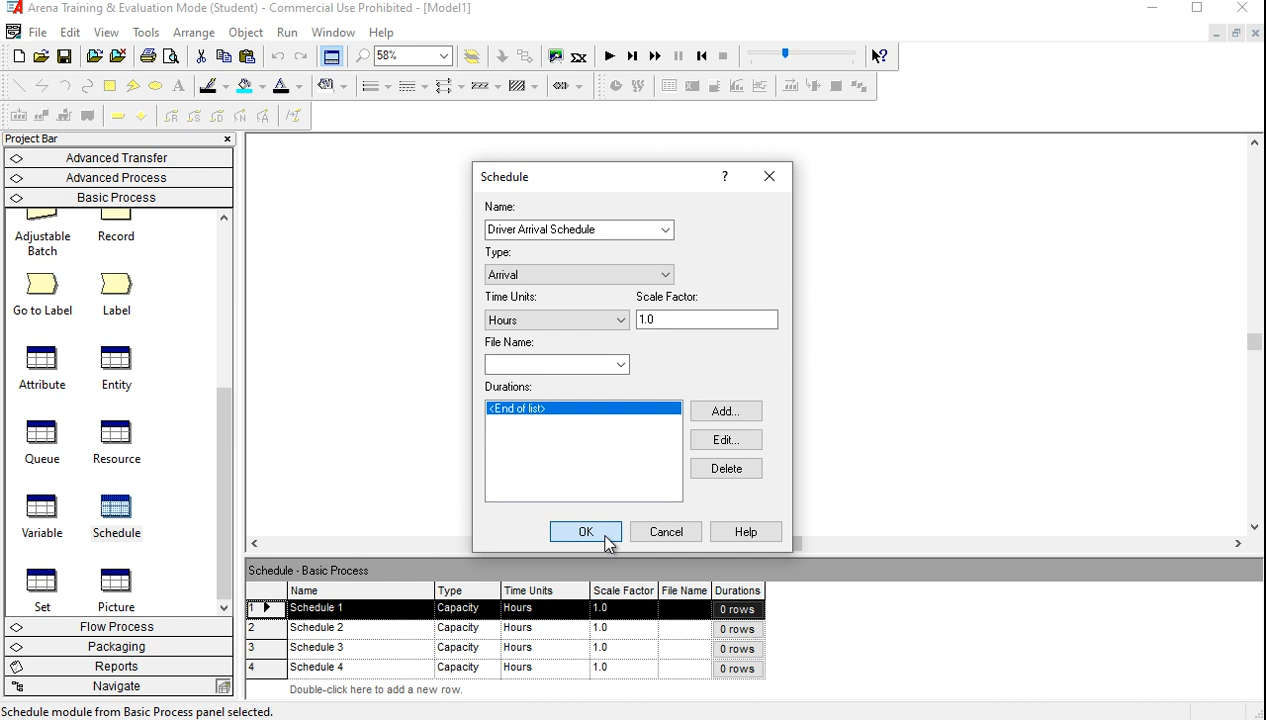 Arena Training & Evaluation Mode (Student) - Commercial Use Prohibited - [Model1]
File Edit View Tools Arrange Object Run Window Help
58%
Project Bar
Advanced Transfer
Advanced Process
Basic Process
Adjustable Batch
Record
Go to Label
Label
Attribute
Entity
Queue
Resource
Variable
Schedule
Set
Picture
Flow Process
Packaging
Reports
Navigate
Schedule
Name:
Driver Arrival Schedule
Type:
Arrival
Time Units: Scale Factor:
Hours 1.0
File Name:
Durations:
<End of list>
Add...
Edit...
Delete
OK Cancel Help
Schedule - Basic Process
Name Type Time Units Scale Factor File Name Durations
1 Schedule 1 Capacity Hours 1.0 0 rows
2 Schedule 2 Capacity Hours 1.0 0 rows
3 Schedule 3 Capacity Hours 1.0 0 rows
4 Schedule 4 Capacity Hours 1.0 0 rows
Double-click here to add a new row.
Schedule module from Basic Process panel selected.